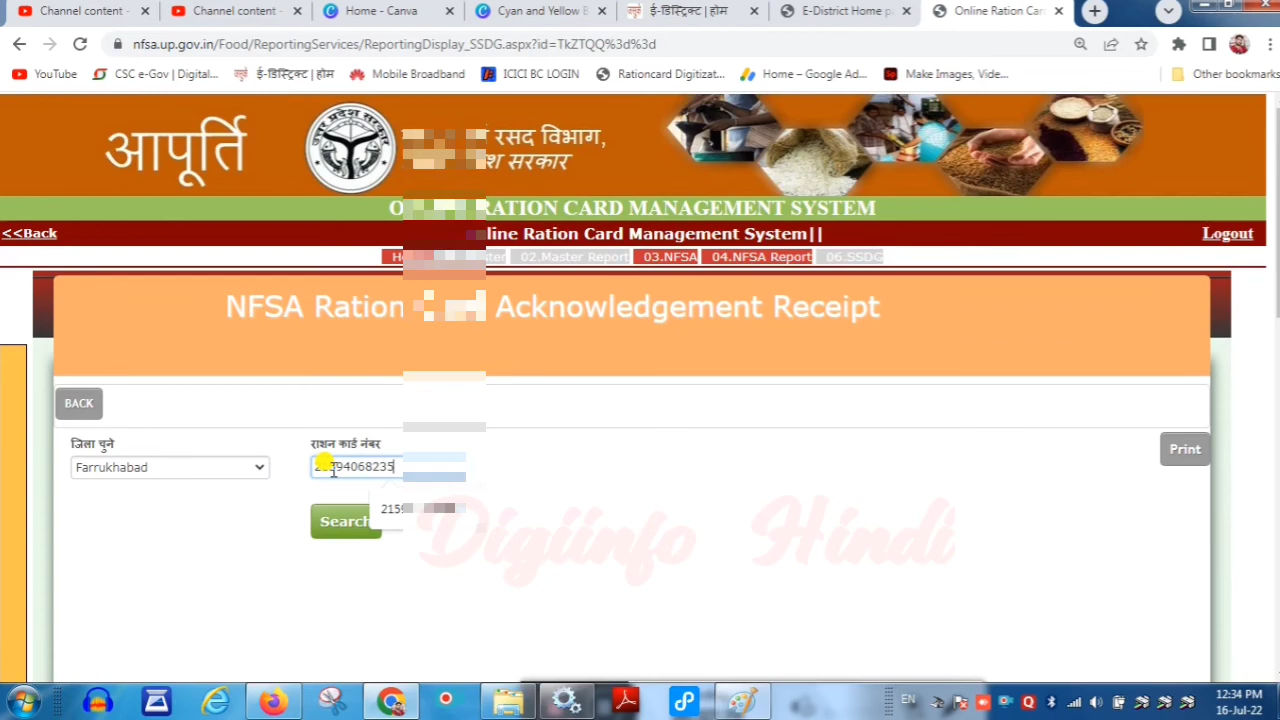 Channel content -
Channel content -
Home - Canva
Cyan and Yellow B
ई-डिस्ट्रिक्ट | होम
E-District Home p
Online Ration Car
nfsa.up.gov.in/Food/ReportingServices/ReportingDisplay_SSDG.aspx?id=TkZTQQ%3d%3d
YouTube
CSC e-Gov | Digital...
ई-डिस्ट्रिक्ट | होम
Mobile Broadband
ICICI BC LOGIN
Rationcard Digitizat...
Home – Google Ad...
Make Images, Vide...
Other bookmarks
आपूर्ति
रसद विभाग,
सरकार
RATION CARD MANAGEMENT SYSTEM
<<Back
line Ration Card Management System||
Logout
02.Master Report
03.NFSA
04.NFSA Report
06.SSDG
NFSA Ration
Acknowledgement Receipt
BACK
जिला चुने
राशन कार्ड नंबर
Farrukhabad
Print
Search
Digiinfo Hindi
EN
12:34 PM
16-Jul-22